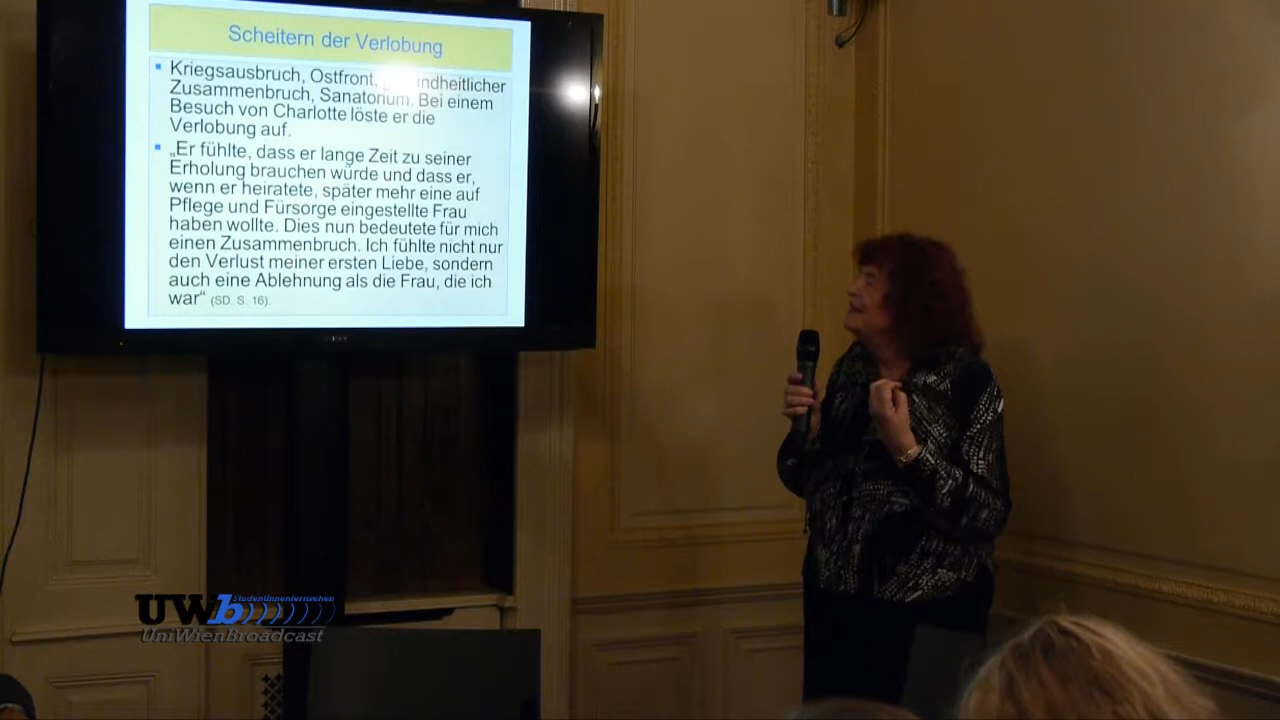 Scheitern der Verlobung
Kriegsausbruch, Ostfront,
Zusammenbruch, Sanatorium. Bei einem
Besuch von Charlotte löste er die
Verlobung auf.
„Er fühlte, dass er lange Zeit zu seiner
Erholung brauchen würde und dass er,
wenn er heiratete, später mehr eine auf
Pflege und Fürsorge eingestellte Frau
haben wollte. Dies nun bedeutete für mich
einen Zusammenbruch. Ich fühlte nicht nur
den Verlust meiner ersten Liebe, sondern
auch eine Ablehnung als die Frau, die ich
war“ (SD. S. 16).
UWb StudentInnenfernsehen
UniWienBroadcast